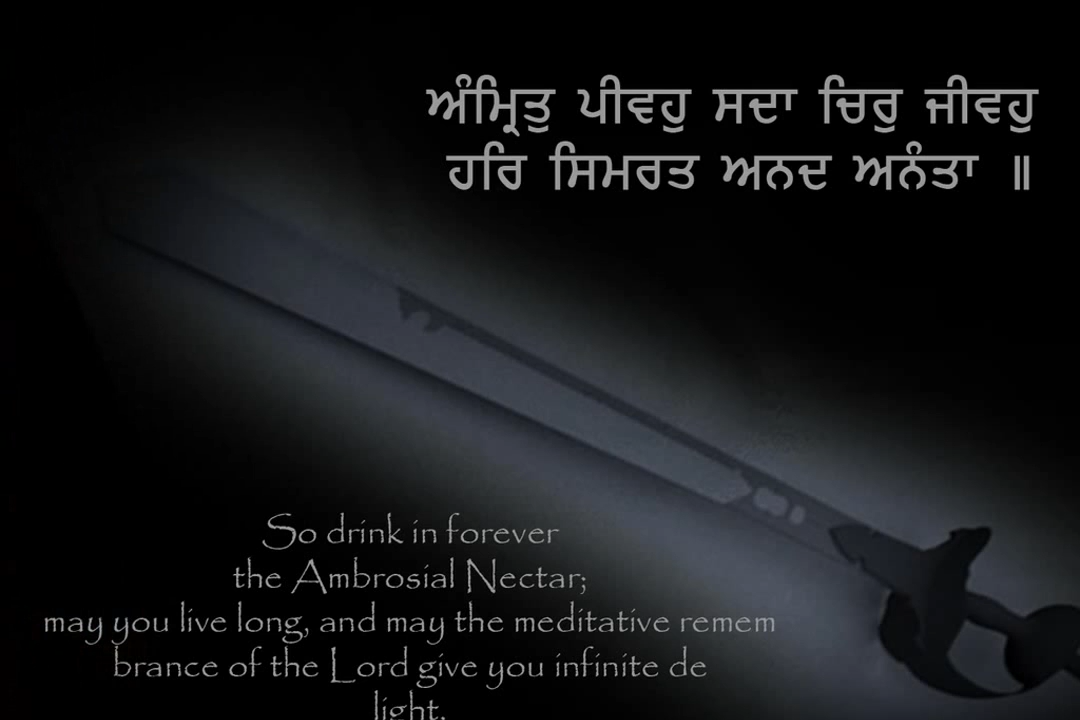 ਅੰਮ੍ਰਿਤੁ ਪੀਵਹੁ ਸਦਾ ਚਿਰੁ ਜੀਵਹੁ
ਹਰਿ ਸਿਮਰਤ ਅਨਦ ਅਨੰਤਾ ॥
So drink in forever
the Ambrosial Nectar;
may you live long, and may the meditative remem
brance of the Lord give you infinite de
light.